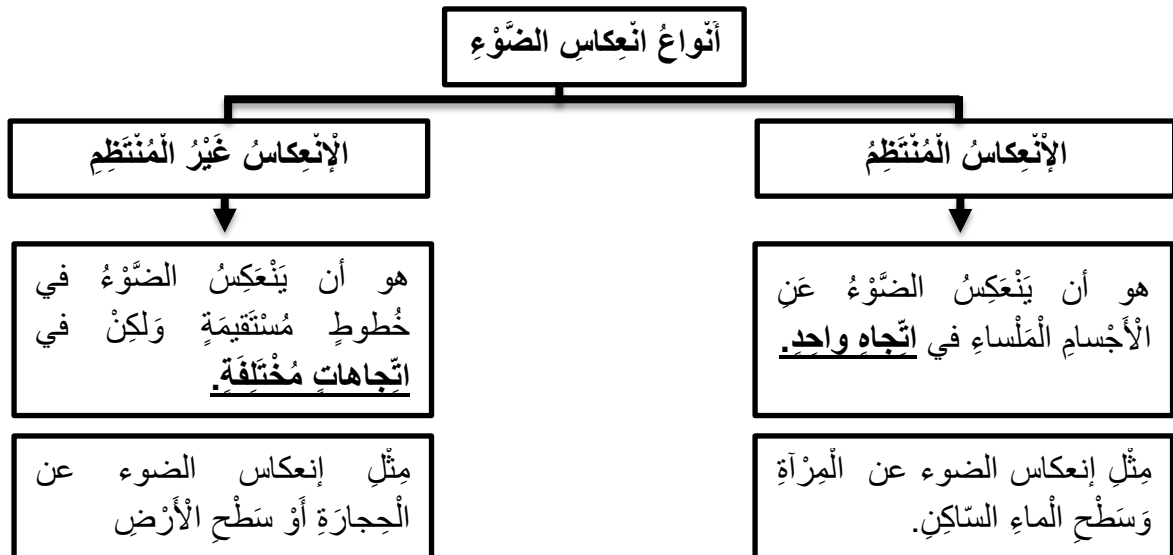 أَنْواعُ انْعِكاسِ الضَّوْءِ
الْإنْعِكاسُ الْمُنْتَظِمُ
هو أن يَنْعَكِسُ الضَّوْءُ عَنِ
الْأَجْسامِ الْمَلْساءِ في اتِّجاهٍ واحِدِ.
مِثْلِ إنعكاس الضوء عن الْمِرْآةِ
وَسَطْحِ الْماءِ السّاكِنِ.
الْإنْعِكاسُ غَيْرُ الْمُنْتَظِمِ
هو أن يَنْعَكِسُ الضَّوْءُ في
خُطوطٍ مُسْتَقيمَةٍ وَلكِنْ في
اتِّجاهاتٍ مُخْتَلِفَةٍ.
مِثْلِ إنعكاس الضوء عن
الْحِجارَةِ أَوْ سَطْحِ الْأَرْضِ